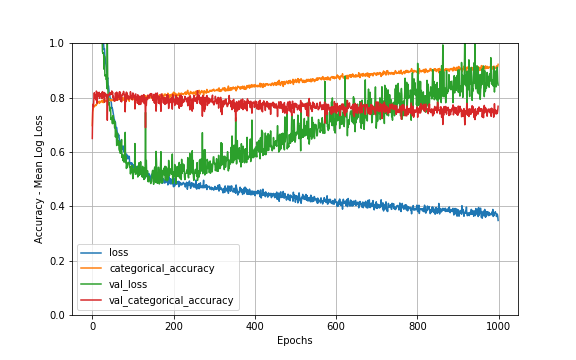 1.0
0.8
0.6
0.4
0.2
0.0
Accuracy - Mean Log Loss
loss
categorical_accuracy
val_loss
val_categorical_accuracy
0 200 400 600 800 1000
Epochs